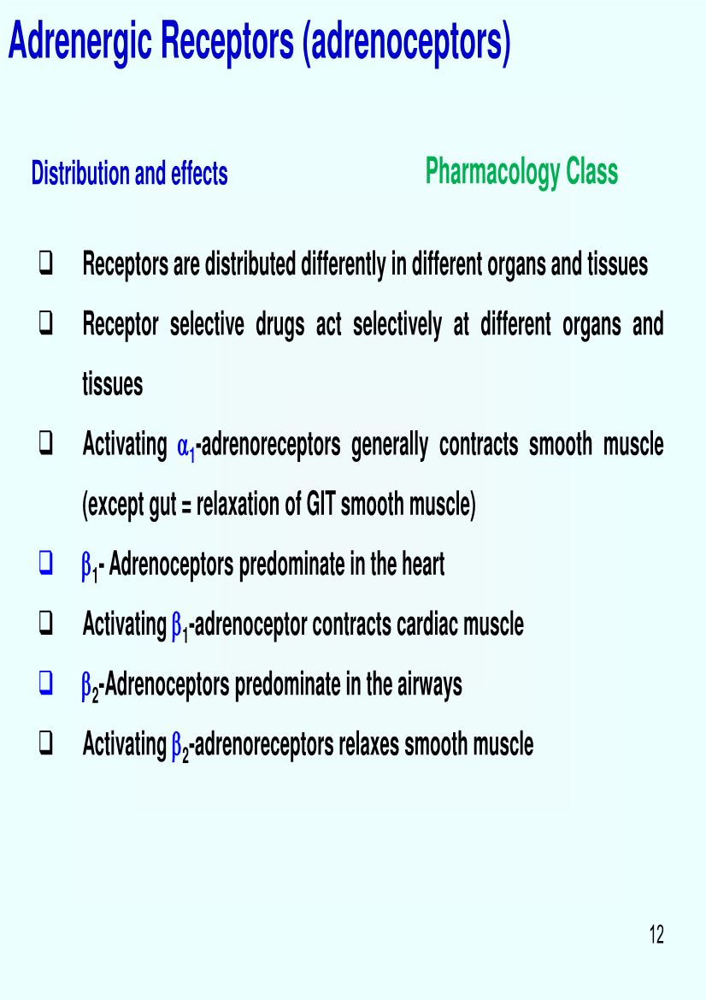 Adrenergic Receptors (adrenoceptors)
Distribution and effects
Pharmacology Class
❑ Receptors are distributed differently in different organs and tissues
❑ Receptor selective drugs act selectively at different organs and
tissues
❑ Activating α1-adrenoreceptors generally contracts smooth muscle
(except gut = relaxation of GIT smooth muscle)
❑ β1- Adrenoceptors predominate in the heart
❑ Activating β1-adrenoceptor contracts cardiac muscle
❑ β2-Adrenoceptors predominate in the airways
❑ Activating β2-adrenoreceptors relaxes smooth muscle
12